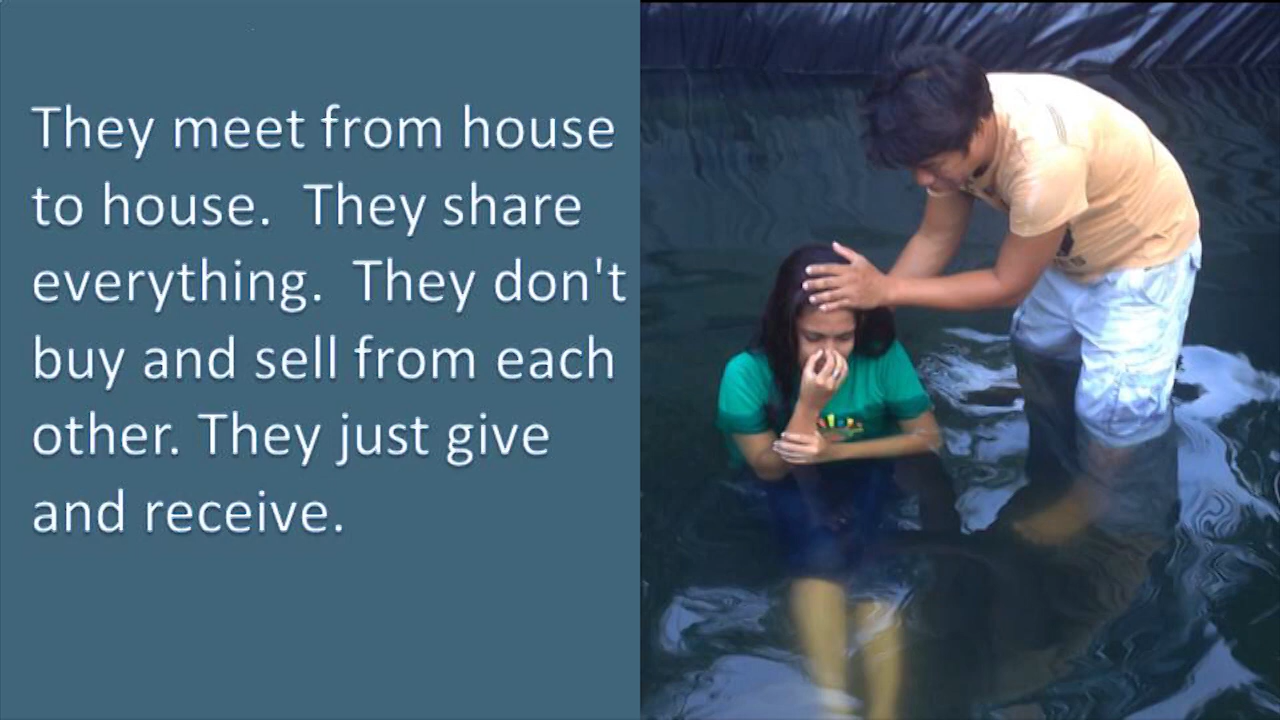 They meet from house
to house.  They share
everything.  They don't
buy and sell from each
other. They just give
and receive.